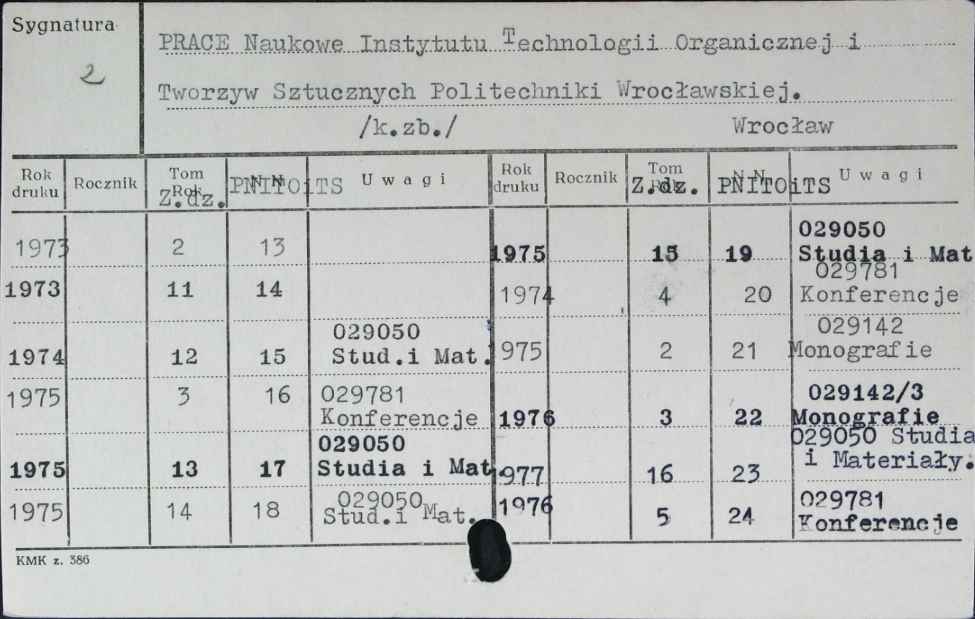 Sygnatura
2
PRACE Naukowe Instytutu Technologii Organicznej i
Tworzyw Sztucznych Politechniki Wrocławskiej.
/k.zb./ Wrocław
Rok druku Rocznik Tom Rok Z.dz. N N PNITOiTS Uwagi Rok druku Rocznik Tom Rok Z.dz. N N PNITOiTS Uwagi
1973 2 13
1973 11 14
1974 12 15 029050 Stud.i Mat.
1975 3 16 029781 Konferencje
1975 13 17 029050 Studia i Mat.
1975 14 18 029050 Stud.i Mat.
1975 15 19 029050 Studia i Mat
1974 4 20 029781 Konferencje
1975 2 21 029142 Monografie
1976 3 22 029142/3 Monografie
1977 16 23 029050 Studia i Materiały.
1976 5 24 029781 Konferencje
KMK z. 386